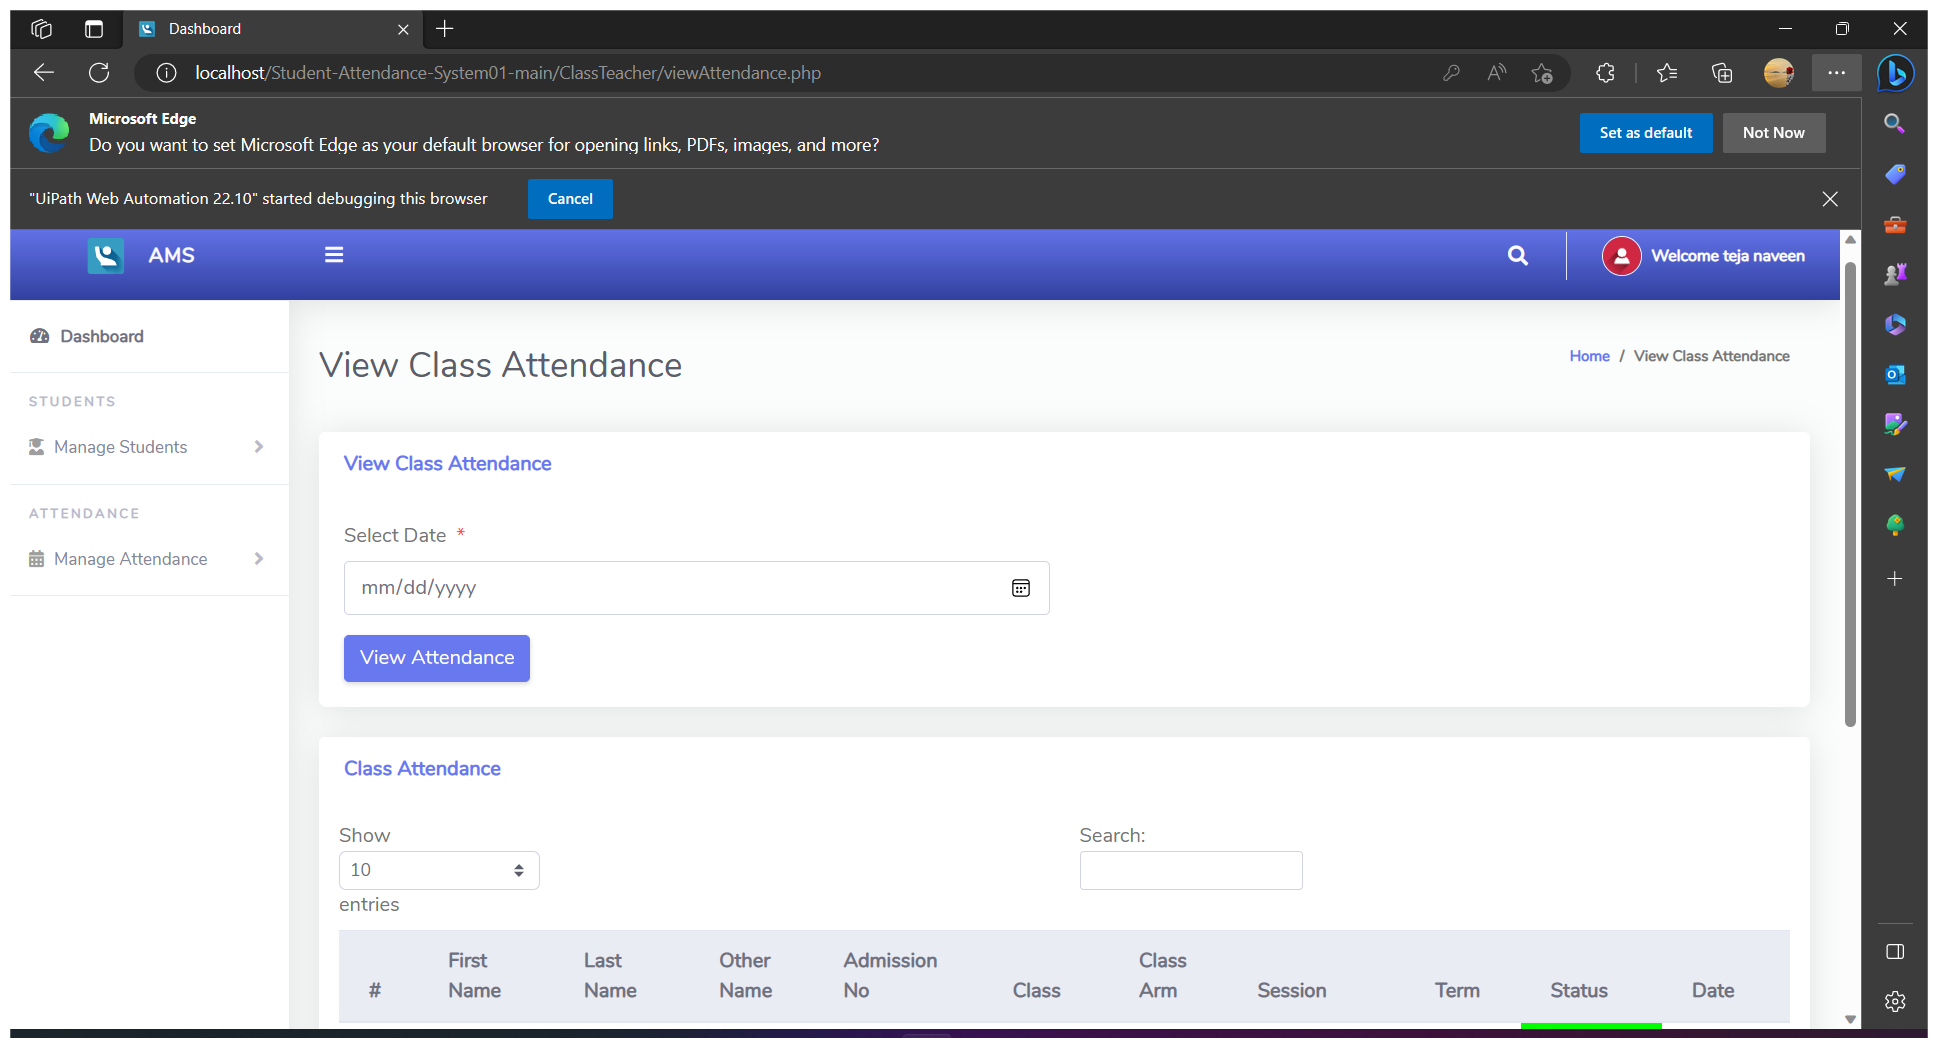 Dashboard
localhost/Student-Attendance-System01-main/ClassTeacher/viewAttendance.php
Microsoft Edge
Do you want to set Microsoft Edge as your default browser for opening links, PDFs, images, and more?
Set as default
Not Now
"UiPath Web Automation 22.10" started debugging this browser
Cancel
AMS
Welcome teja naveen
Dashboard
STUDENTS
Manage Students
ATTENDANCE
Manage Attendance
View Class Attendance
Home / View Class Attendance
View Class Attendance
Select Date *
mm/dd/yyyy
View Attendance
Class Attendance
Show
10
entries
Search:
# First Name Last Name Other Name Admission No Class Class Arm Session Term Status Date